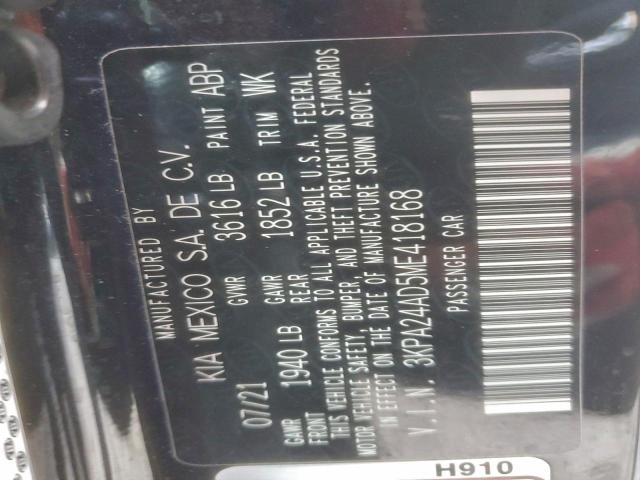 MANUFACTURED BY
KIA MEXICO S.A. DE C.V.
07/21 GVWR 3616 LB PAINT ABP
GAWR FRONT 1940 LB GAWR REAR 1852 LB TRIM WK
THIS VEHICLE CONFORMS TO ALL APPLICABLE U.S.A. FEDERAL
MOTOR VEHICLE SAFETY, BUMPER, AND THEFT PREVENTION STANDARDS
IN EFFECT ON THE DATE OF MANUFACTURE SHOWN ABOVE.
V.I.N. 3KPA24AD5ME418168
PASSENGER CAR
H910